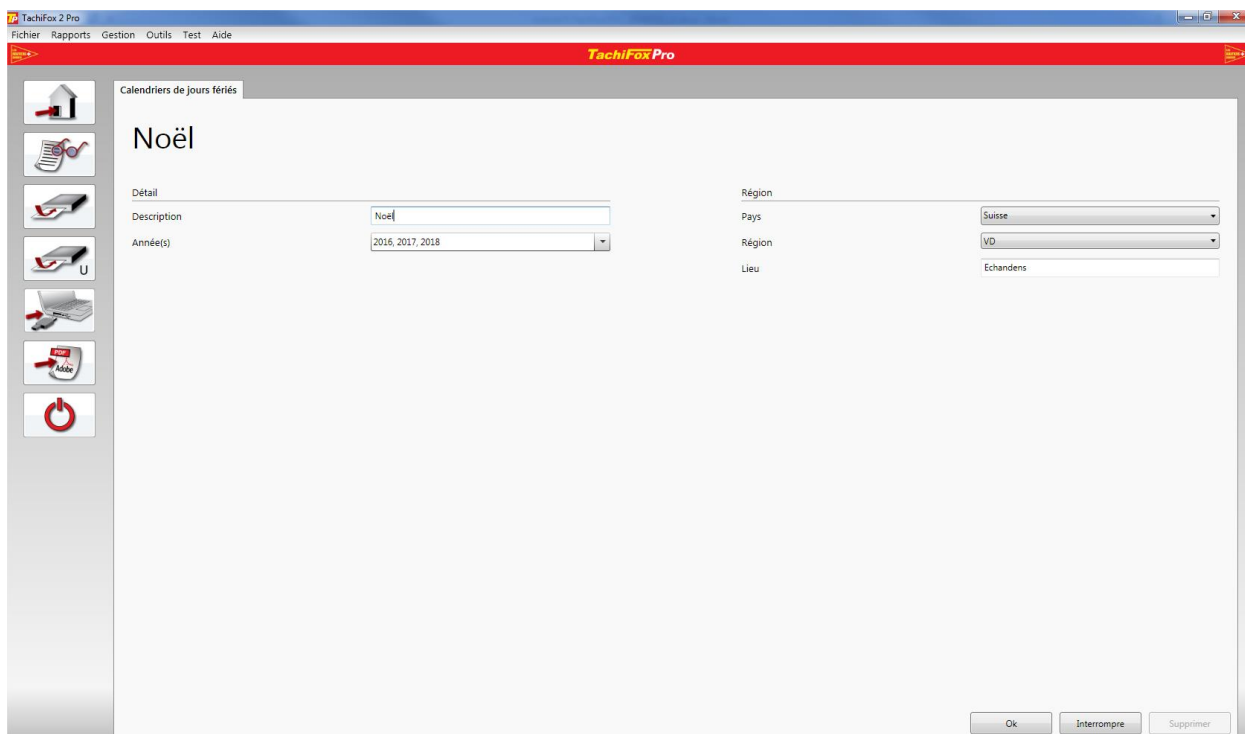 TachiFox 2 Pro
Fichier Rapports Gestion Outils Test Aide
TachiFox Pro
Calendriers de jours fériés
Noël
Détail
Description Noël
Année(s) 2016, 2017, 2018
Région
Pays Suisse
Région VD
Lieu Echandens
U
PDF
Adobe
Ok Interrompre Supprimer